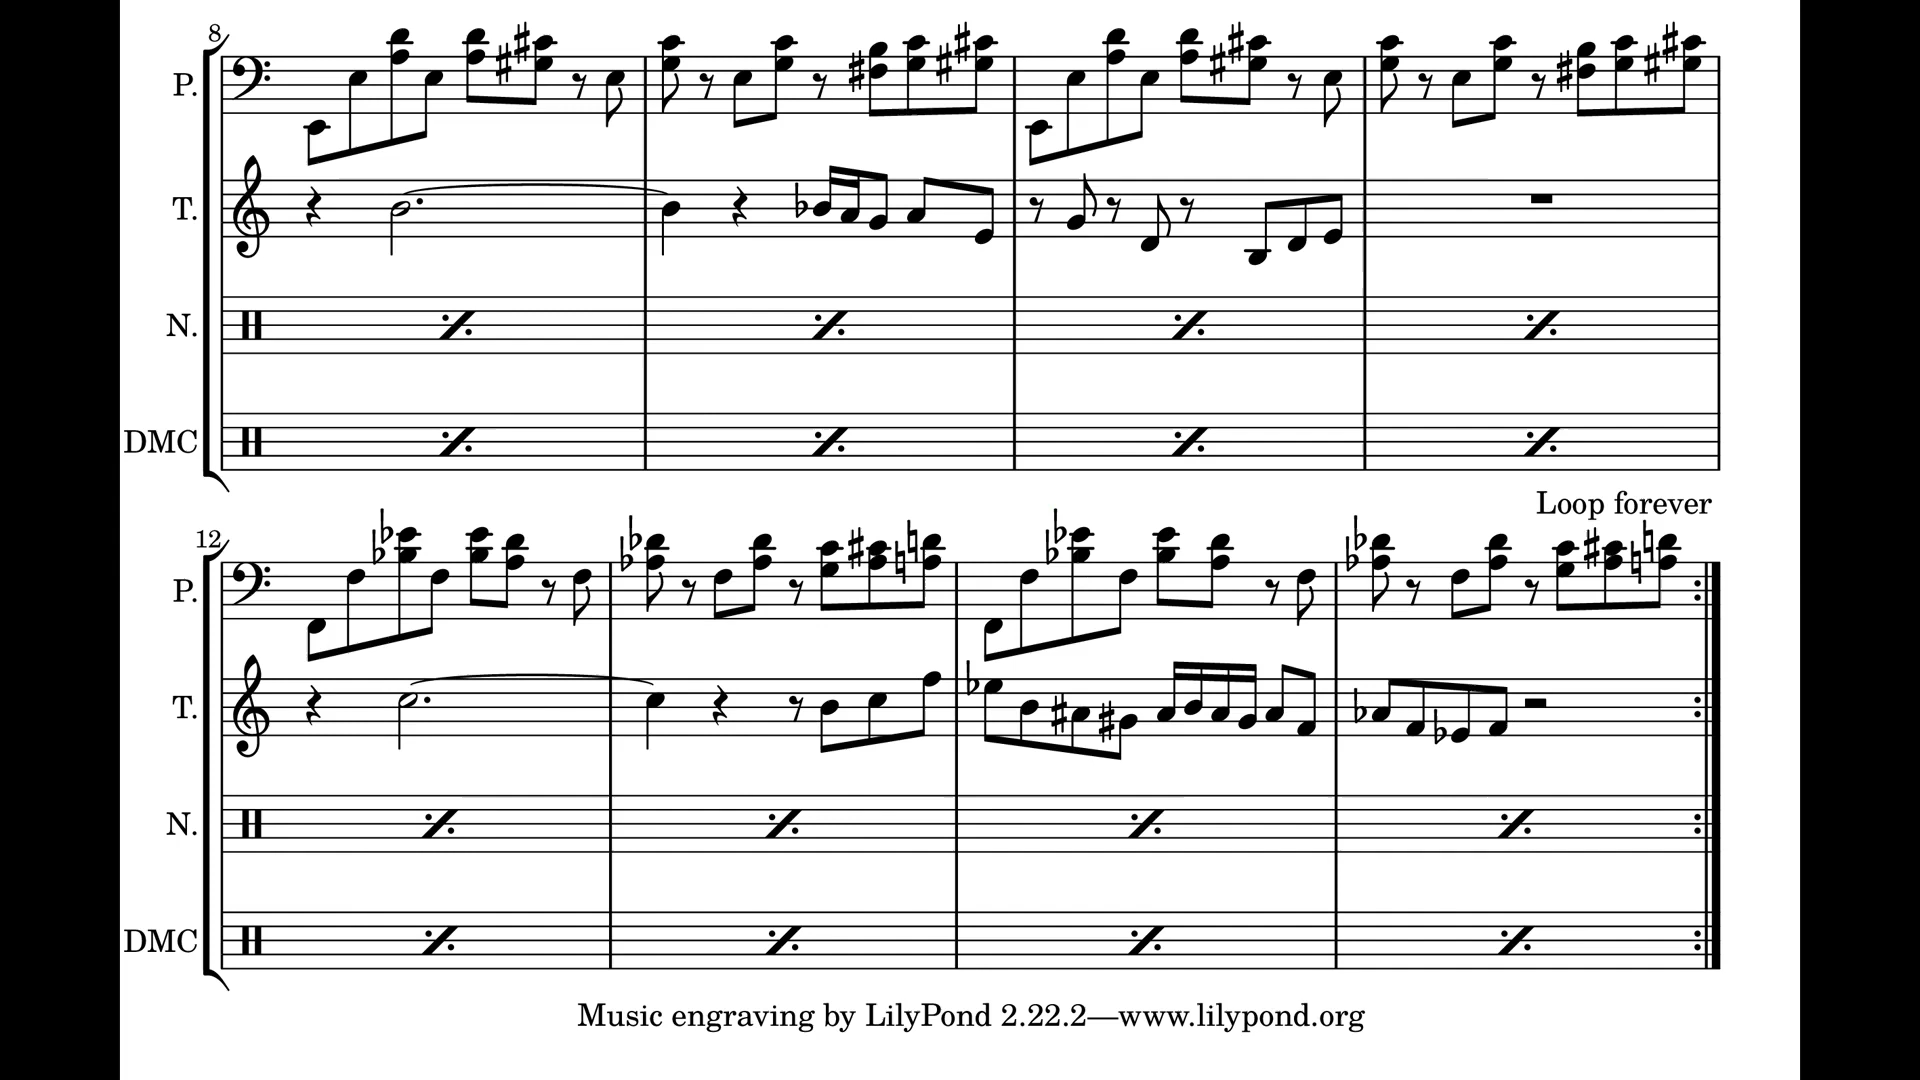 8
P.
T.
N.
DMC
Loop forever
12
P.
T.
N.
DMC
Music engraving by LilyPond 2.22.2—www.lilypond.org